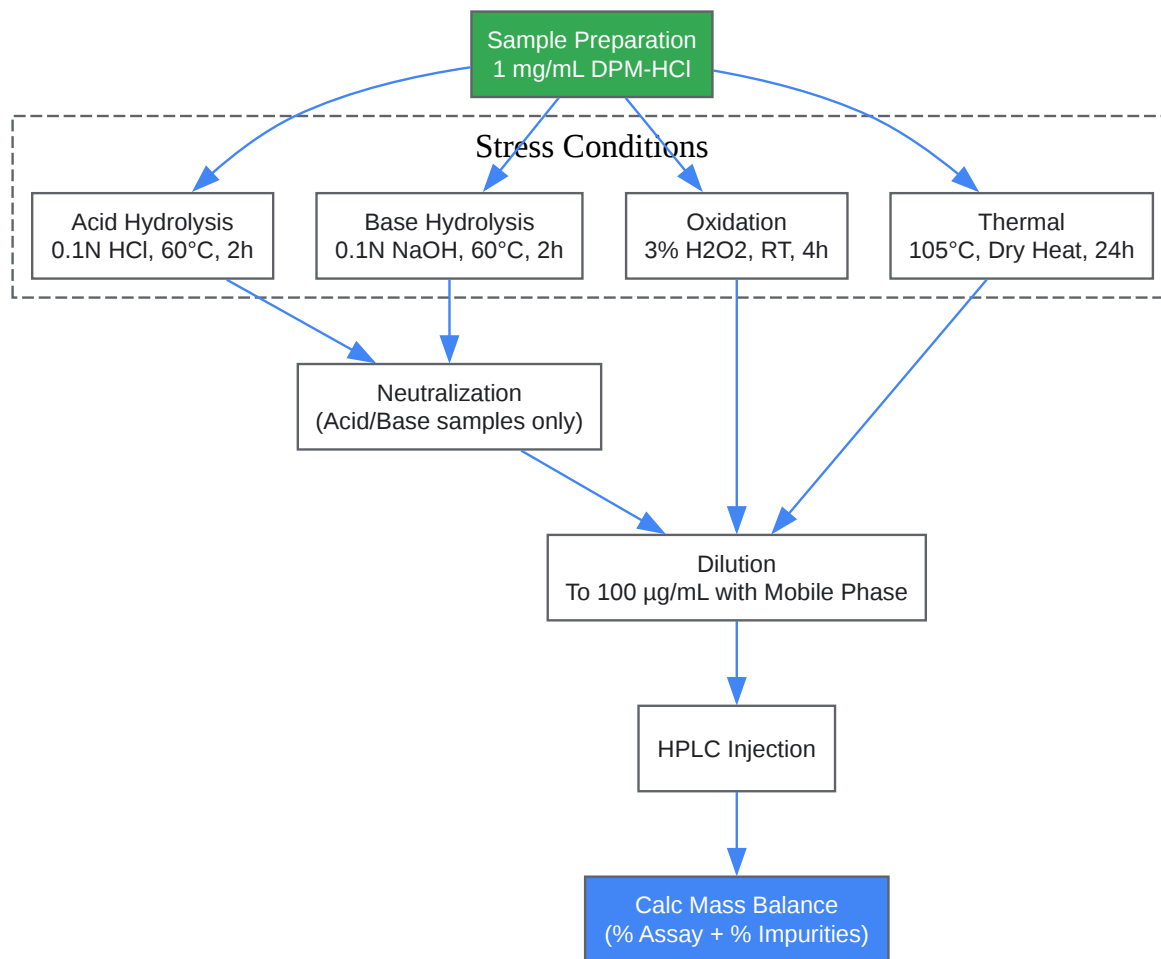 Sample Preparation
1 mg/mL DPM-HCl
Stress Conditions
Acid Hydrolysis
0.1N HCl, 60°C, 2h
Base Hydrolysis
0.1N NaOH, 60°C, 2h
Oxidation
3% H2O2, RT, 4h
Thermal
105°C, Dry Heat, 24h
Neutralization
(Acid/Base samples only)
Dilution
To 100 µg/mL with Mobile Phase
HPLC Injection
Calc Mass Balance
(% Assay + % Impurities)